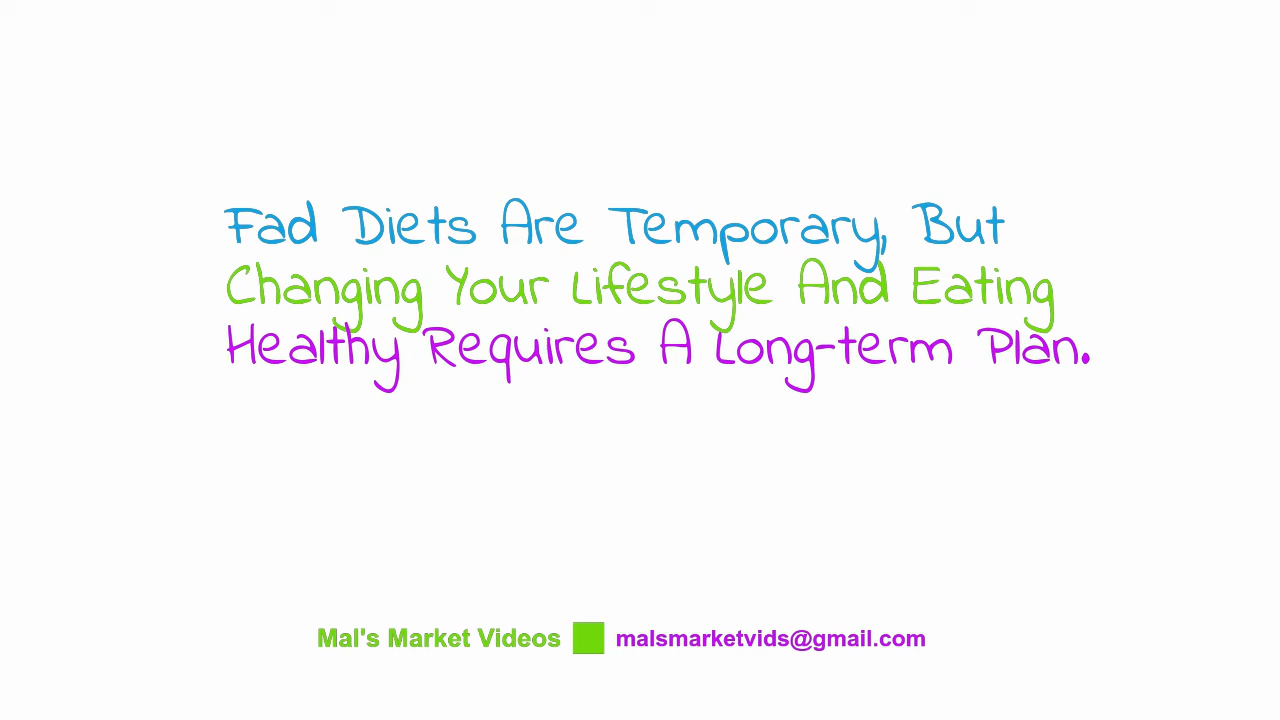 Fad Diets Are Temporary, But
Changing Your Lifestyle And Eating
Healthy Requires A Long-term Plan.
Mal's Market Videos malsmarketvids@gmail.com